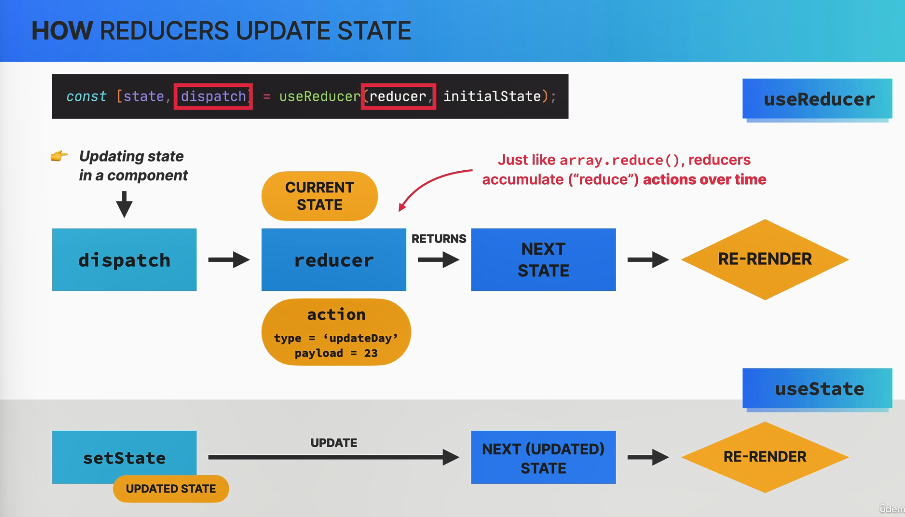 HOW REDUCERS UPDATE STATE
const [state, dispatch] = useReducer(reducer, initialState);
useReducer
👉 Updating state
in a component
Just like array.reduce(), reducers
accumulate (“reduce”) actions over time
CURRENT
STATE
dispatch
reducer
RETURNS
NEXT
STATE
RE-RENDER
action
type = ‘updateDay’
payload = 23
useState
setState
UPDATED STATE
UPDATE
NEXT (UPDATED)
STATE
RE-RENDER